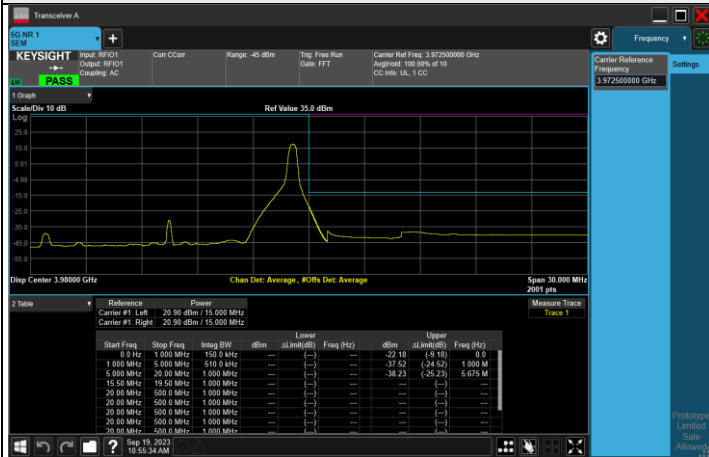 Transceiver A
5G NR 1
SEM
Frequency
KEYSIGHT
Input: RFIO1
Output: RFIO1
Coupling: AC
Corr CCorr
Range: -45 dBm
Trig: Free Run
Gate: FFT
Carrier Ref Freq: 3.972500000 GHz
Avg|Hold: 100.00% of 10
CC Info: UL, 1 CC
PASS
Carrier Reference
Frequency
3.972500000 GHz
Settings
1 Graph
Scale/Div 10 dB
Ref Value 35.0 dBm
Log
25.0
15.0
5.01
-4.99
-15.0
-25.0
-35.0
-45.0
-55.0
Disp Center 3.98000 GHz
Chan Det: Average , #Offs Det: Average
Span 30.000 MHz
2001 pts
2 Table
Reference Power
Carrier #1: Left 20.90 dBm / 15.000 MHz
Carrier #1: Right 20.90 dBm / 15.000 MHz
Measure Trace
Trace 1
Lower Upper
Start Freq Stop Freq Integ BW dBm ΔLimit(dB) Freq (Hz) dBm ΔLimit(dB) Freq (Hz)
0.0 Hz 1.000 MHz 150.0 kHz --- (---) --- -22.18 (-9.18) 0.0
1.000 MHz 5.000 MHz 510.0 kHz --- (---) --- -37.52 (-24.52) 1.000 M
5.000 MHz 20.00 MHz 1.000 MHz --- (---) --- -38.23 (-25.23) 5.675 M
15.50 MHz 19.50 MHz 1.000 MHz --- (---) --- --- (---) ---
20.00 MHz 500.0 MHz 1.000 MHz --- (---) --- --- (---) ---
20.00 MHz 500.0 MHz 1.000 MHz --- (---) --- --- (---) ---
20.00 MHz 500.0 MHz 1.000 MHz --- (---) --- --- (---) ---
20.00 MHz 500.0 MHz 1.000 MHz --- (---) --- --- (---) ---
Prototype
Limited
Sale
Allowed
?
Sep 19, 2023
10:55:34 AM